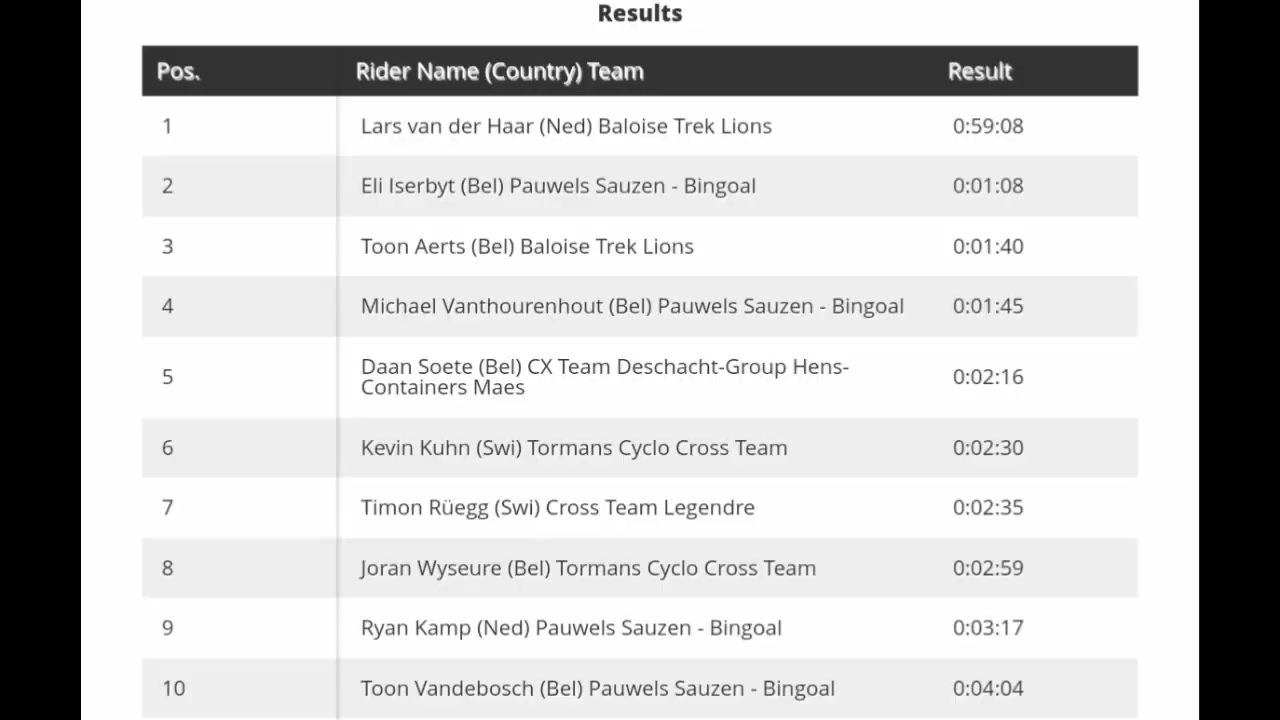 Results
Pos. Rider Name (Country) Team Result
1 Lars van der Haar (Ned) Baloise Trek Lions 0:59:08
2 Eli Iserbyt (Bel) Pauwels Sauzen - Bingoal 0:01:08
3 Toon Aerts (Bel) Baloise Trek Lions 0:01:40
4 Michael Vanthourenhout (Bel) Pauwels Sauzen - Bingoal 0:01:45
5 Daan Soete (Bel) CX Team Deschacht-Group Hens- 0:02:16
Containers Maes
6 Kevin Kuhn (Swi) Tormans Cyclo Cross Team 0:02:30
7 Timon Rüegg (Swi) Cross Team Legendre 0:02:35
8 Joran Wyseure (Bel) Tormans Cyclo Cross Team 0:02:59
9 Ryan Kamp (Ned) Pauwels Sauzen - Bingoal 0:03:17
10 Toon Vandebosch (Bel) Pauwels Sauzen - Bingoal 0:04:04